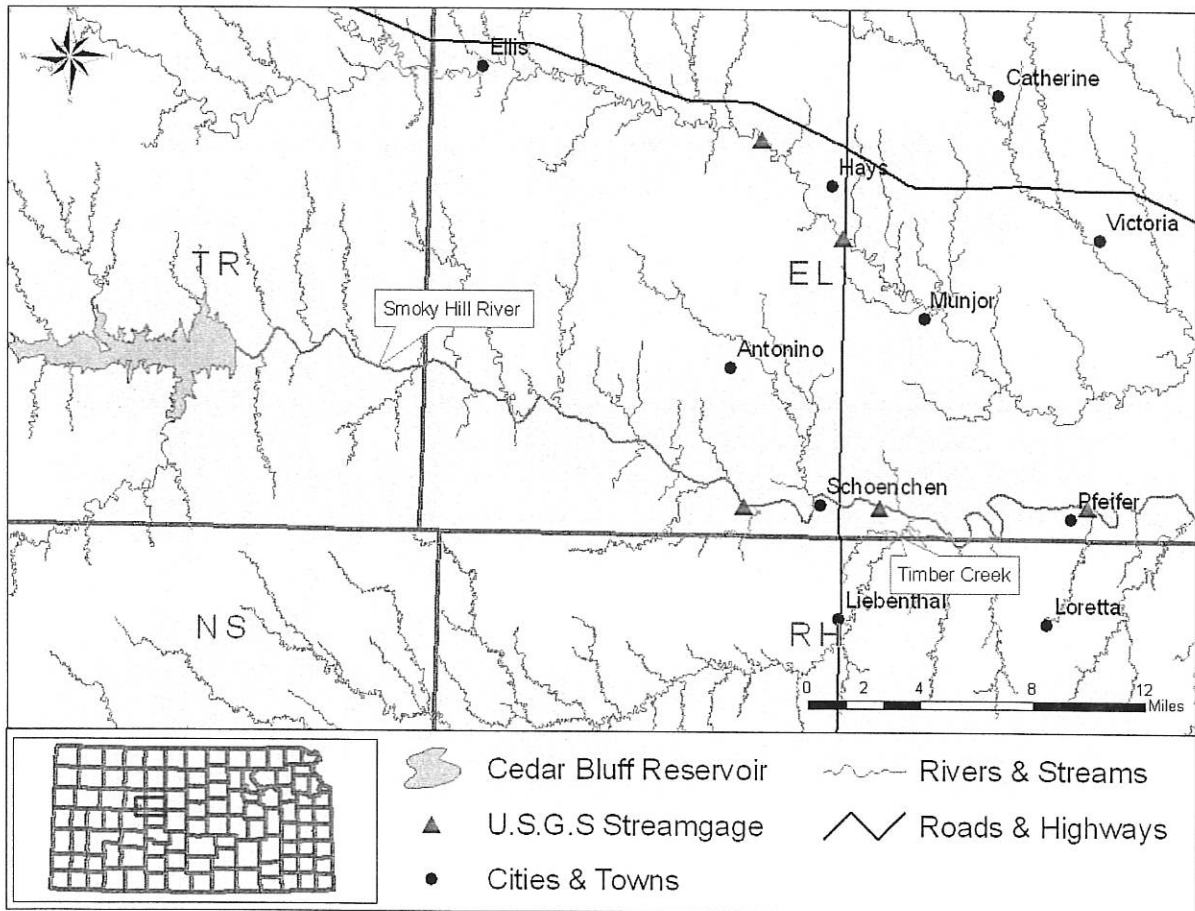 Ellis
Catherine
Hays
Victoria
TR
EL
Smoky Hill River
Munjor
Antonino
Schoenchen
Pfeifer
Timber Creek
Liebenthal
Loretta
NS
RH
0 2 4 8 12
Miles
Cedar Bluff Reservoir
Rivers & Streams
U.S.G.S Streamgage
Roads & Highways
Cities & Towns